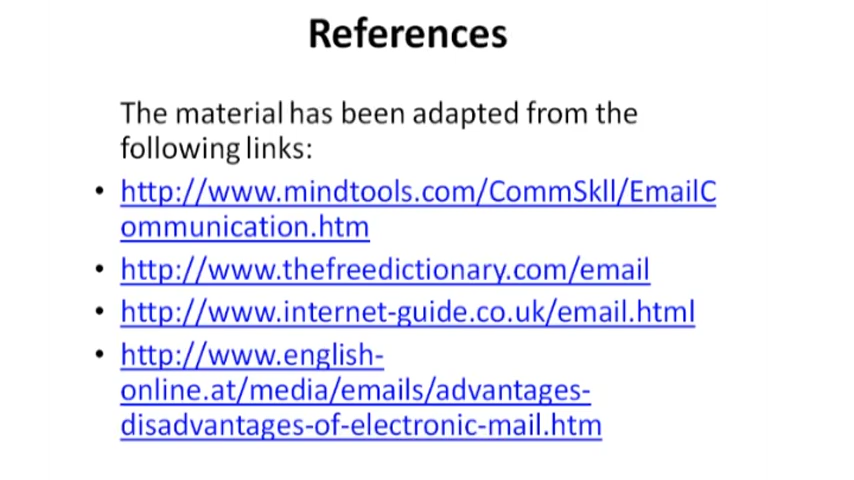 References
The material has been adapted from the
following links:
• http://www.mindtools.com/CommSkll/EmailC
ommunication.htm
• http://www.thefreedictionary.com/email
• http://www.internet-guide.co.uk/email.html
• http://www.english-
online.at/media/emails/advantages-
disadvantages-of-electronic-mail.htm